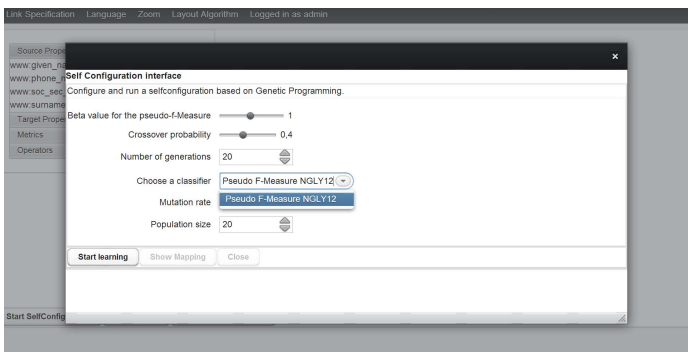 Link Specification Language Zoom Layout Algorithm Logged in as admin
Source Prope
www:given_na
www:phone_n
www:soc_sec_
www:surname
Target Prope
Metrics
Operators
×
Self Configuration interface
Configure and run a selfconfiguration based on Genetic Programming.
Beta value for the pseudo-f-Measure 1
Crossover probability 0,4
Number of generations 20
Choose a classifier Pseudo F-Measure NGLY12
Pseudo F-Measure NGLY12
Mutation rate
Population size 20
Start learning Show Mapping Close
Start SelfConfig